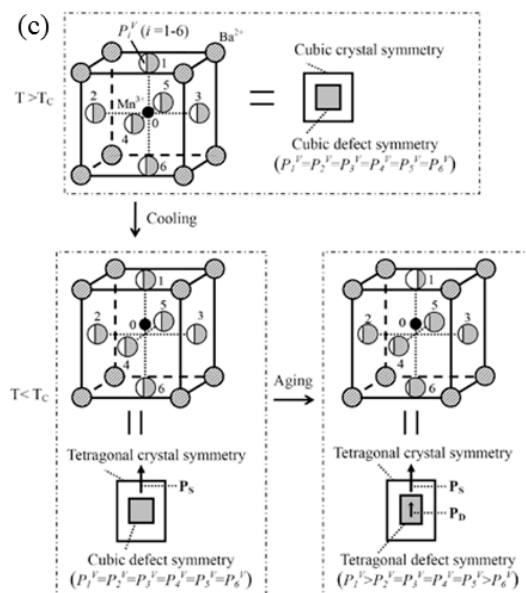 (c)
P_i^V (i =1-6)
Ba²⁺
1
5
2
Mn³⁺
3
0
4
6
T >T_C
Cubic crystal symmetry
Cubic defect symmetry
(P_1^V=P_2^V=P_3^V=P_4^V=P_5^V=P_6^V)
Cooling
1
5
2
0
3
4
6
T< T_C
Aging
1
5
2
0
3
4
6
Tetragonal crystal symmetry
P_S
Cubic defect symmetry
(P_1^V=P_2^V=P_3^V=P_4^V=P_5^V=P_6^V)
Tetragonal crystal symmetry
P_S
P_D
Tetragonal defect symmetry
(P_1^V>P_2^V=P_3^V=P_4^V=P_5^V>P_6^V)